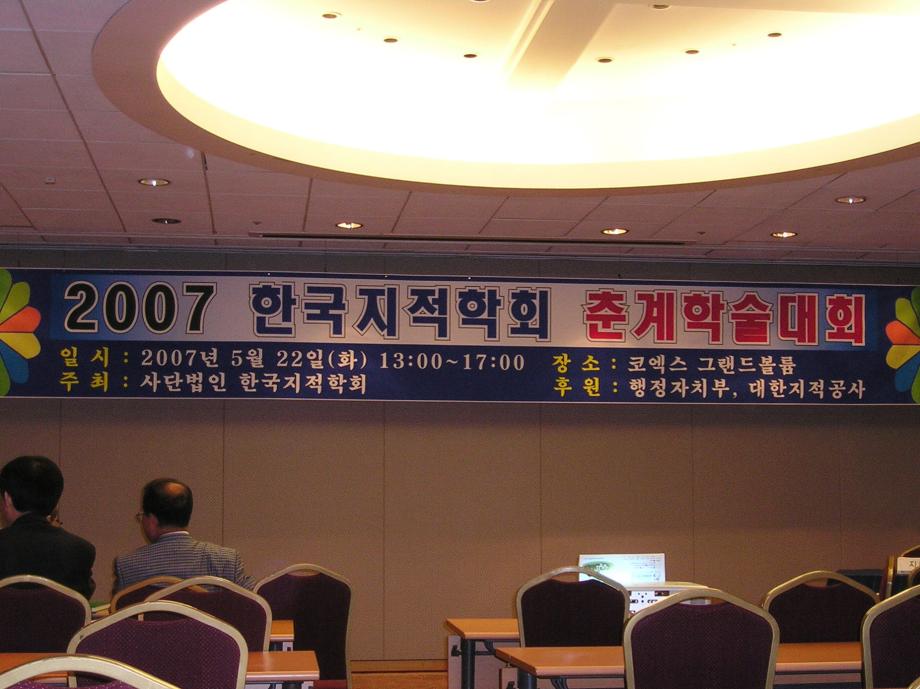 2007 한국지적학회 춘계학술대회
일 시 : 2007년 5월 22일(화) 13:00~17:00 장 소 : 코엑스 그랜드볼륨
주 최 : 사단법인 한국지적학회 후 원 : 행정자치부, 대한지적공사